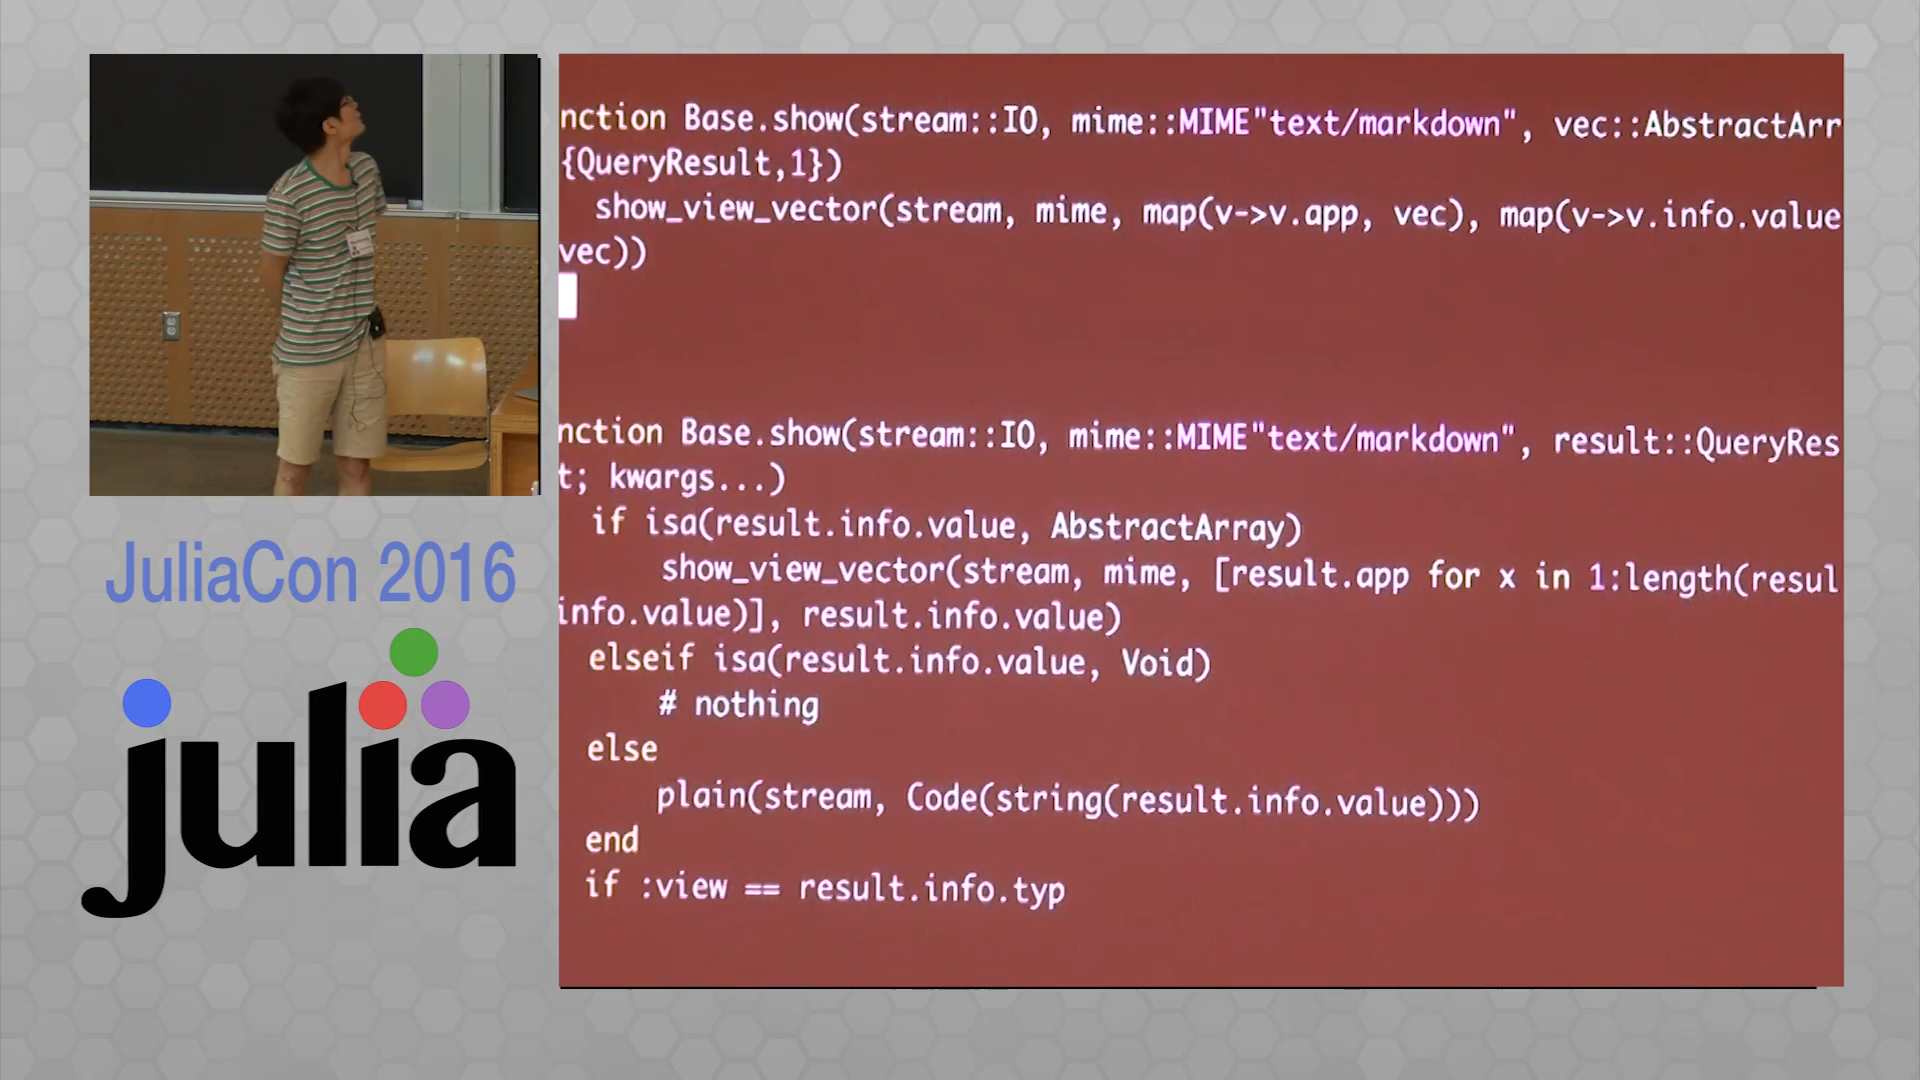 nction Base.show(stream::IO, mime::MIME"text/markdown", vec::AbstractArr
{QueryResult,1})
show_view_vector(stream, mime, map(v->v.app, vec), map(v->v.info.value
vec))
nction Base.show(stream::IO, mime::MIME"text/markdown", result::QueryRes
t; kwargs...)
if isa(result.info.value, AbstractArray)
show_view_vector(stream, mime, [result.app for x in 1:length(resul
info.value)], result.info.value)
elseif isa(result.info.value, Void)
# nothing
else
plain(stream, Code(string(result.info.value)))
end
if :view == result.info.typ
JuliaCon 2016
julia